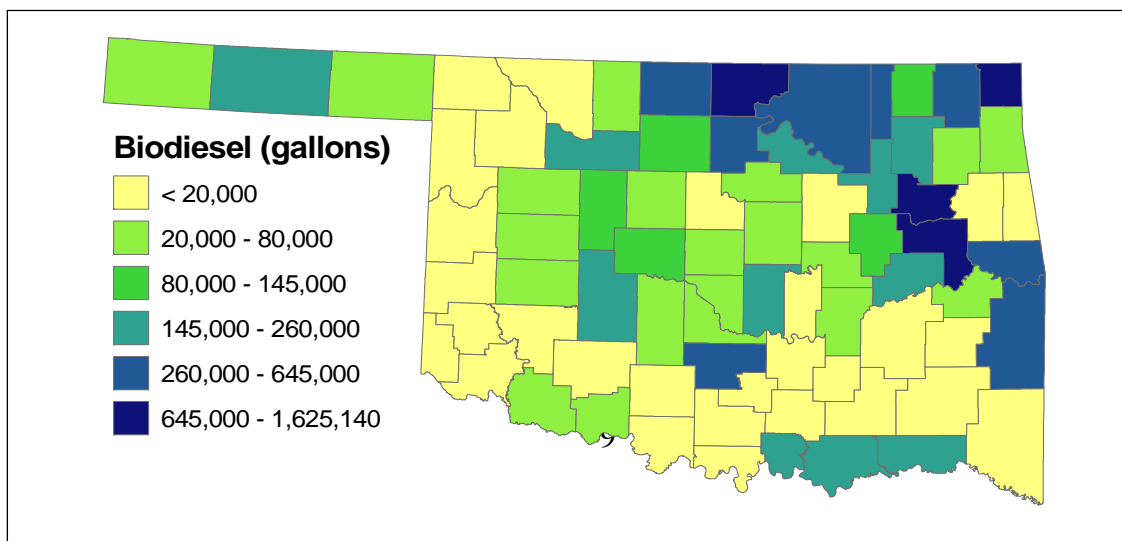 Biodiesel (gallons)
< 20,000
20,000 - 80,000
80,000 - 145,000
145,000 - 260,000
260,000 - 645,000
645,000 - 1,625,140
9